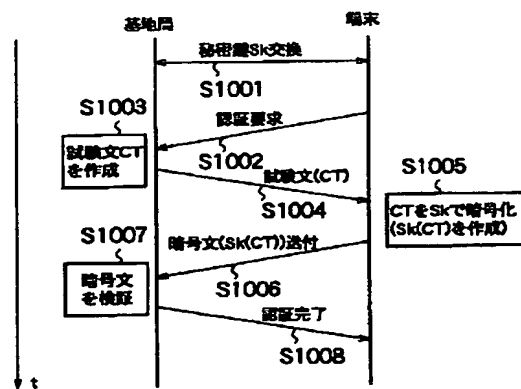 基地局
端末
秘密鍵Sk交換
S1001
S1003
認証要求
試験文CT
を作成
S1002
試験文(CT)
S1004
S1005
CTをSkで暗号化
(Sk(CT)を作成)
S1007
暗号文(Sk(CT))送付
暗号文
を検証
S1006
認証完了
S1008
t